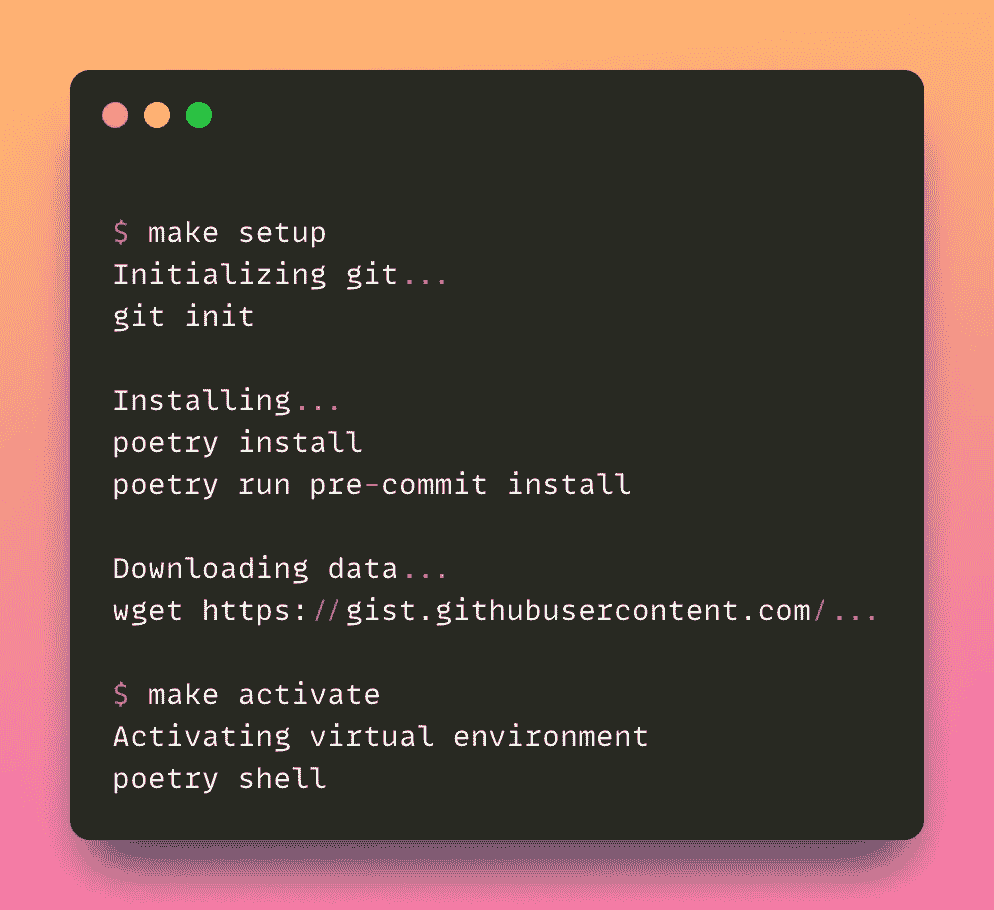 $ make setup
Initializing git...
git init
Installing...
poetry install
poetry run pre-commit install
Downloading data...
wget https://gist.githubusercontent.com/...
$ make activate
Activating virtual environment
poetry shell